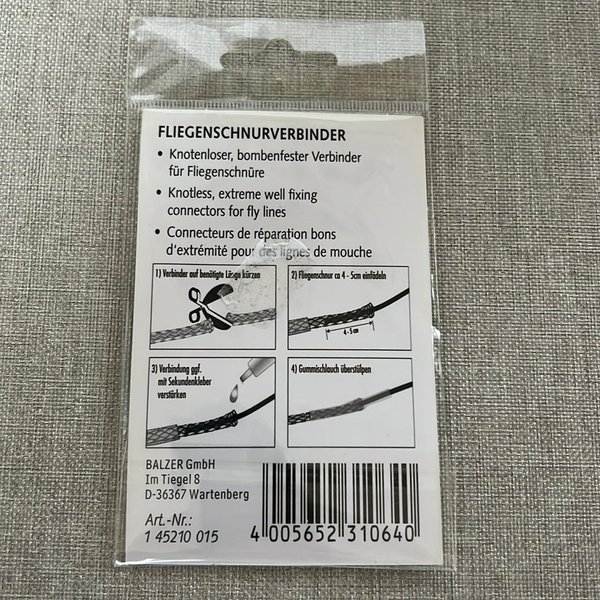 FLIEGENSCHNURVERBINDER
• Knotenloser, bombenfester Verbinder
für Fliegenschnüre
• Knotless, extreme well fixing
connectors for fly lines
• Connecteurs de réparation bons
d'extrémité pour des lignes de mouche
1) Verbinder auf benötigte Länge kürzen
2) Fliegenschnur ca 4 - 5cm einfädeln
4 - 5 cm
3) Verbindung ggf.
mit Sekundenkleber
verstärken
4) Gummischlauch überstülpen
BALZER GmbH
Im Tiegel 8
D-36367 Wartenberg
Art.-Nr.:
1 45210 015
4 005652 310640